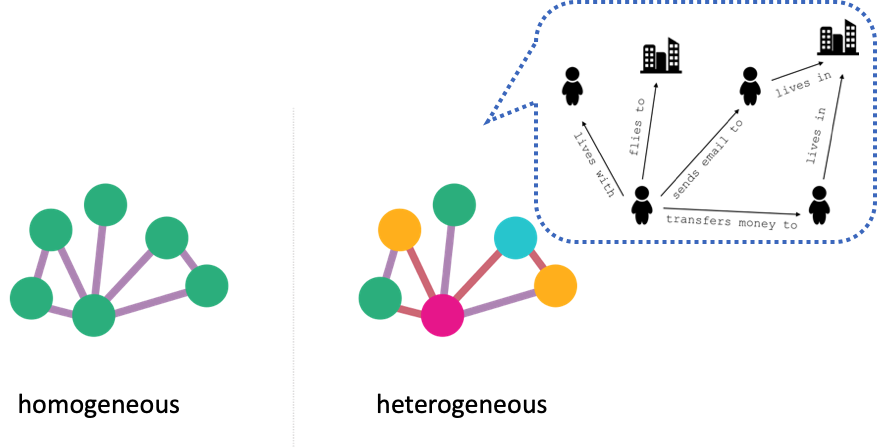 lives in
lives with
flies to
sends email to
lives in
transfers money to
homogeneous
heterogeneous